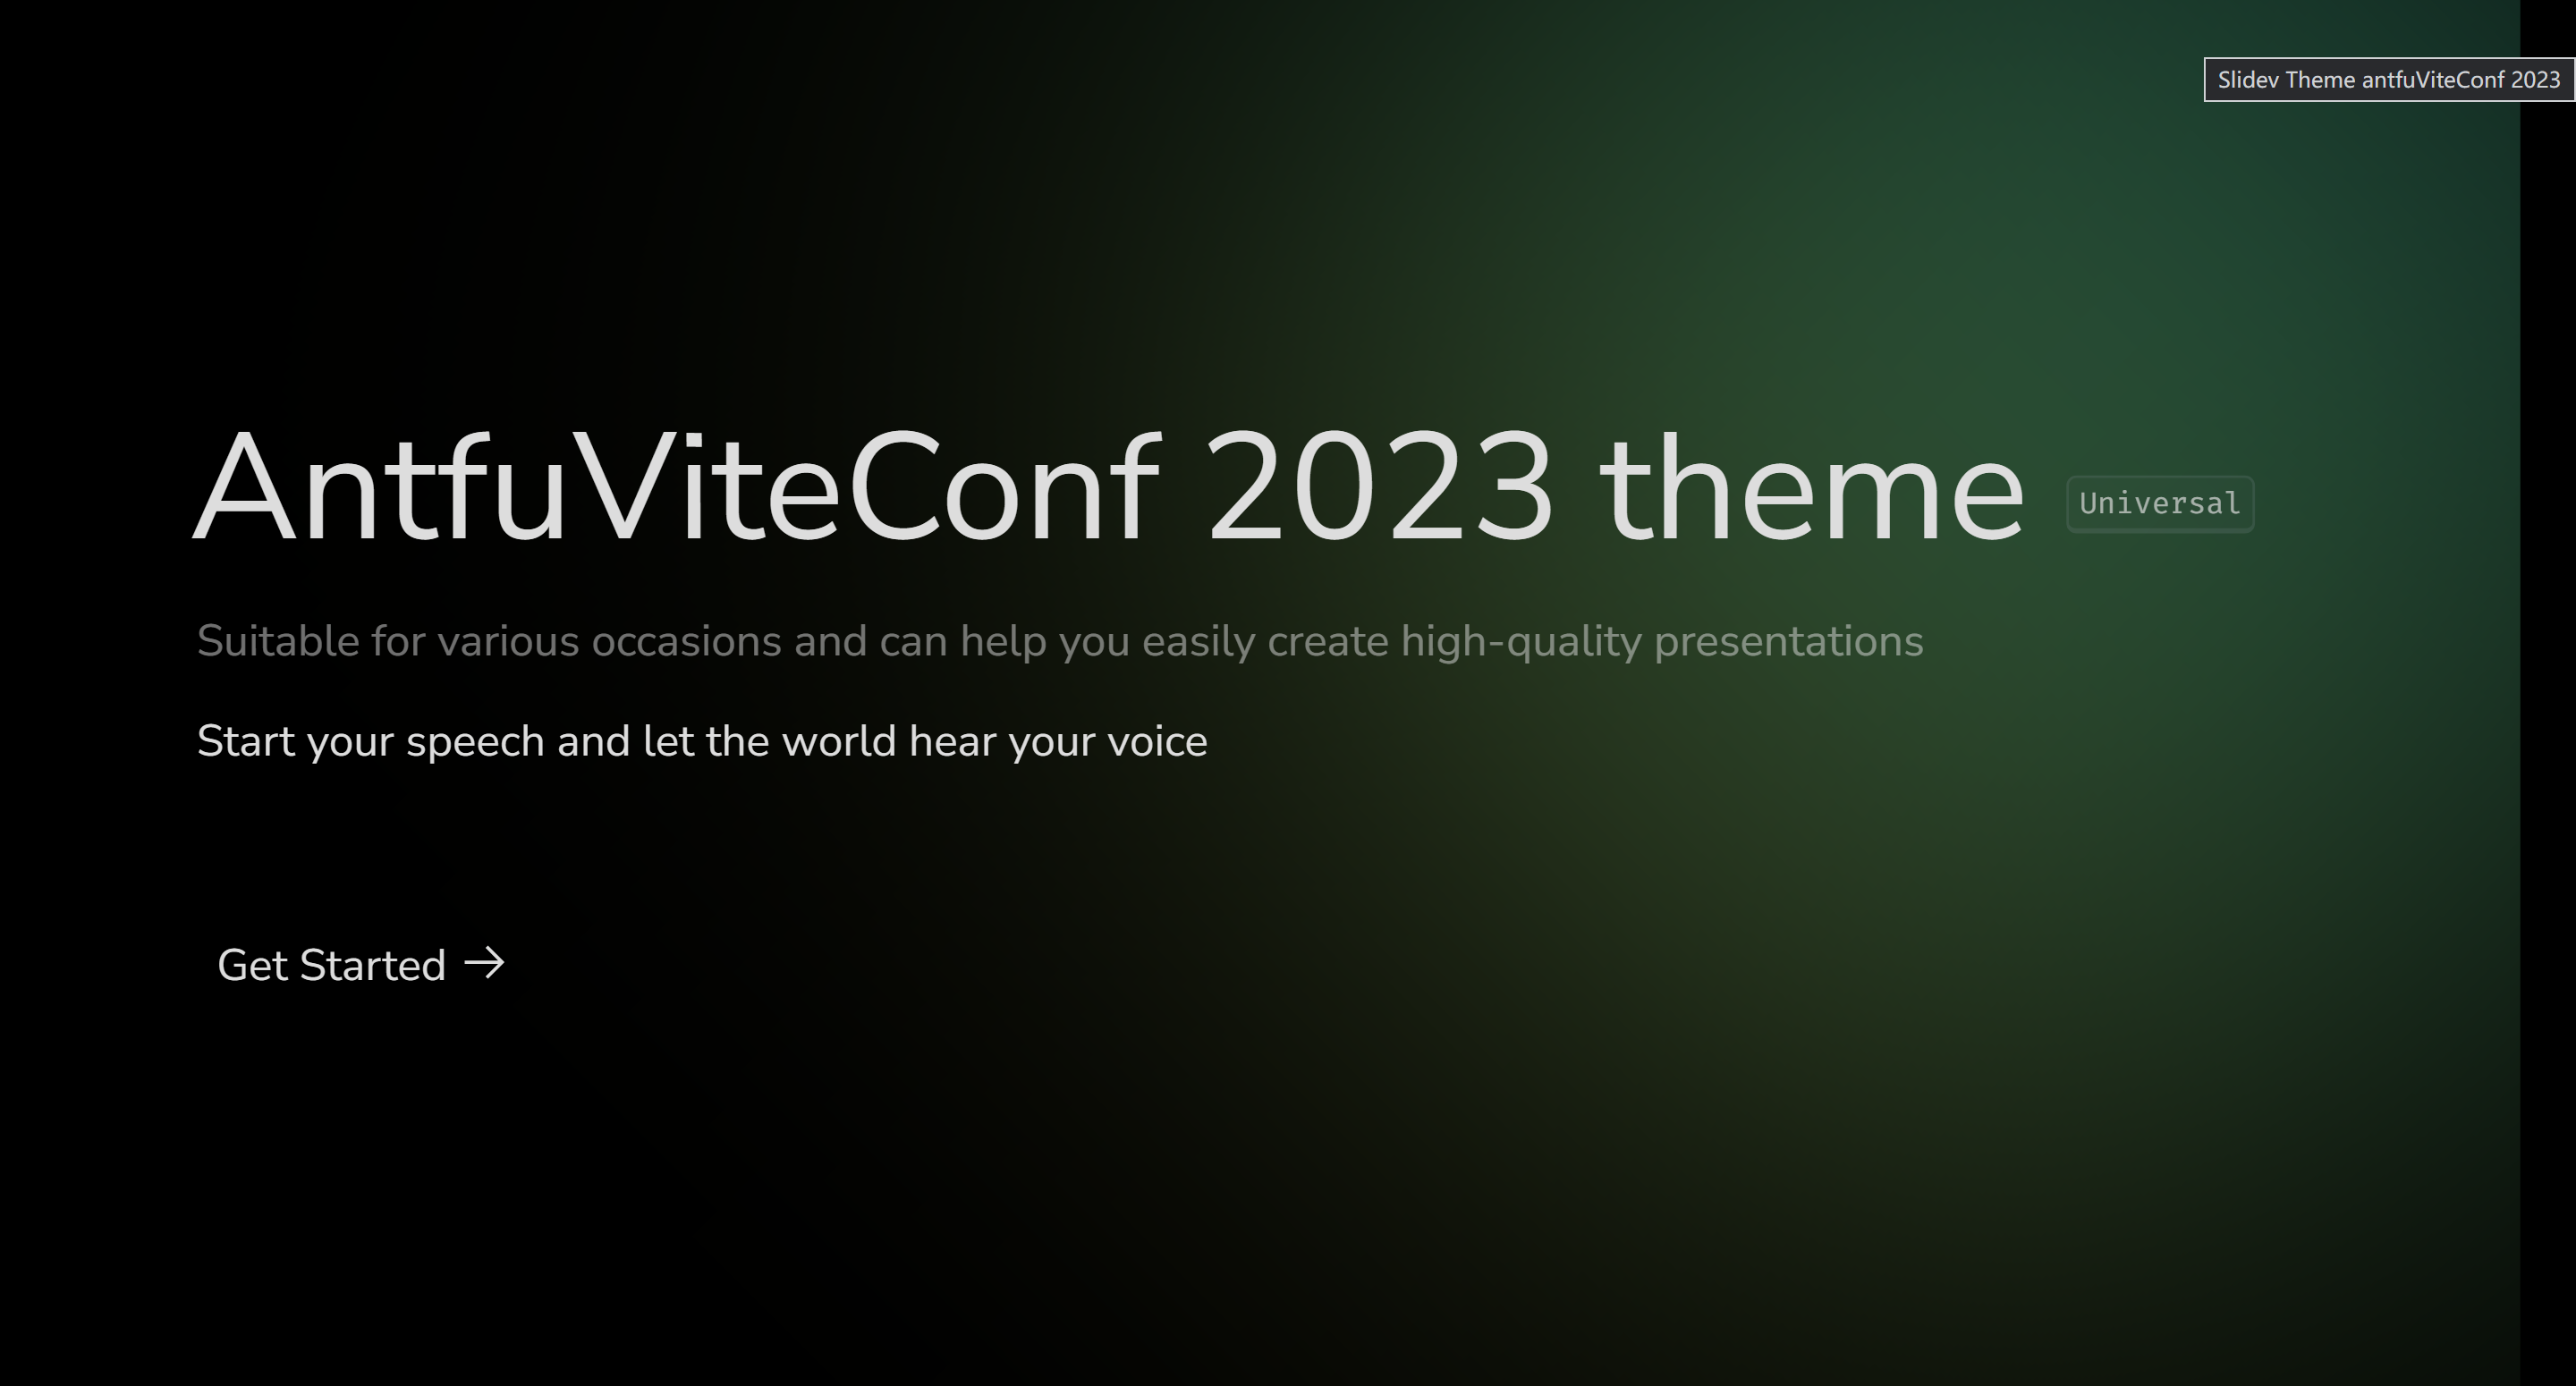 Slidev Theme antfuViteConf 2023
AntfuViteConf 2023 theme Universal
Suitable for various occasions and can help you easily create high-quality presentations
Start your speech and let the world hear your voice
Get Started →